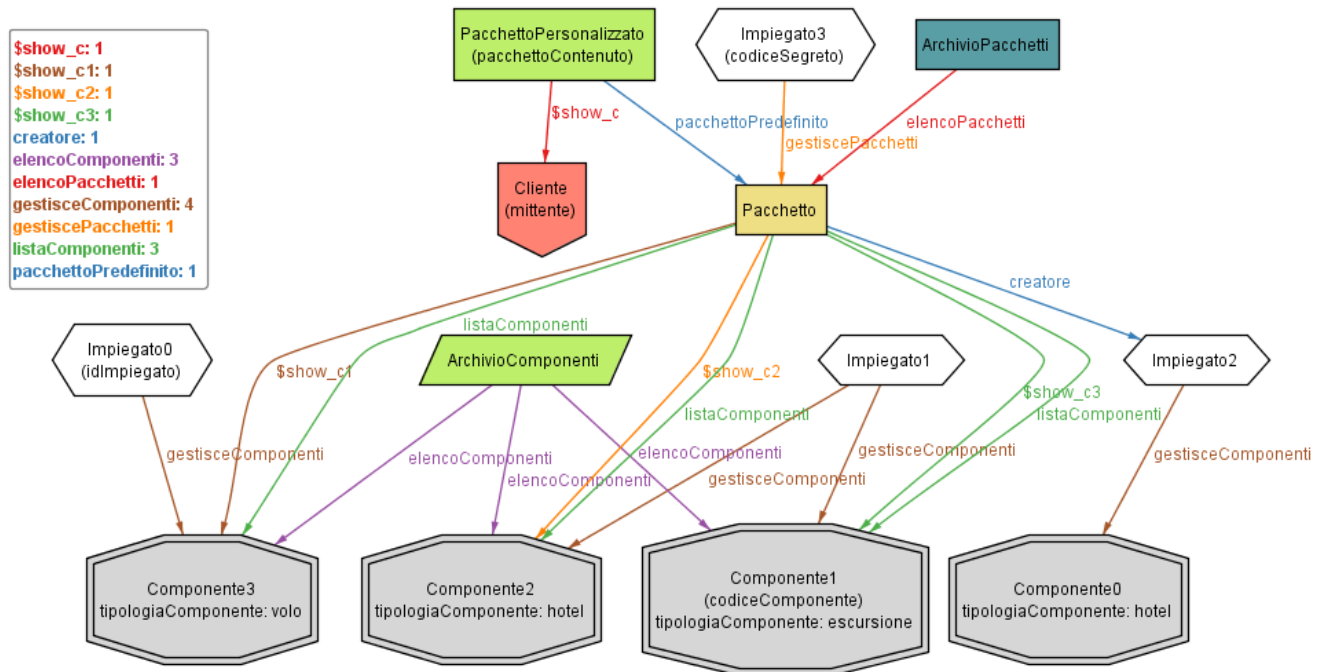 $show_c: 1
$show_c1: 1
$show_c2: 1
$show_c3: 1
creatore: 1
elencoComponenti: 3
elencoPacchetti: 1
gestisceComponenti: 4
gestiscePacchetti: 1
listaComponenti: 3
pacchettoPredefinito: 1
PacchettoPersonalizzato
(pacchettoContenuto)
Impiegato3
(codiceSegreto)
ArchivioPacchetti
$show_c
pacchettoPredefinito
gestiscePacchetti
elencoPacchetti
Cliente
(mittente)
Pacchetto
creatore
listaComponenti
Impiegato0
(idImpiegato)
ArchivioComponenti
Impiegato1
Impiegato2
$show_c1
$show_c2
$show_c3
listaComponenti
listaComponenti
gestisceComponenti
elencoComponenti
elencoComponenti
elencoComponenti
gestisceComponenti
gestisceComponenti
gestisceComponenti
Componente3
tipologiaComponente: volo
Componente2
tipologiaComponente: hotel
Componente1
(codiceComponente)
tipologiaComponente: escursione
Componente0
tipologiaComponente: hotel